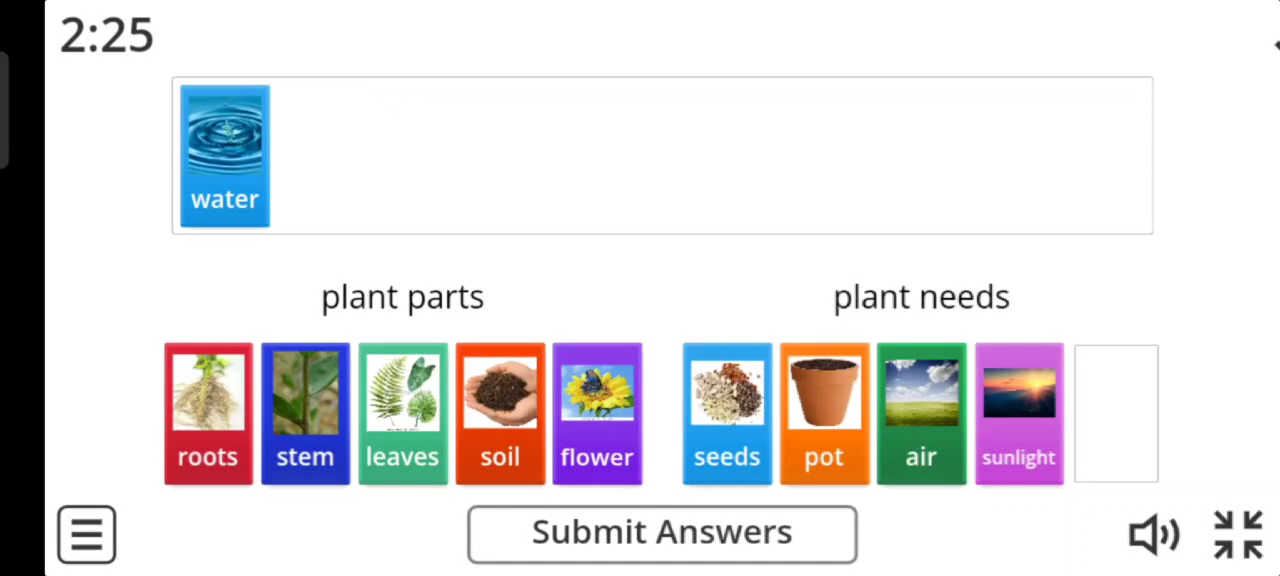 2:25
water
plant parts
plant needs
roots
stem
leaves
soil
flower
seeds
pot
air
sunlight
Submit Answers